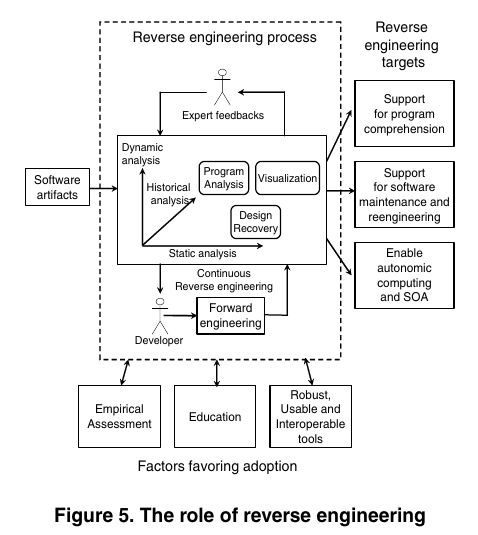 Reverse engineering process
Reverse
engineering
targets
Expert feedbacks
Support
for program
comprehension
Dynamic
analysis
Program
Analysis
Visualization
Historical
analysis
Software
artifacts
Support
for software
maintenance and
reengineering
Design
Recovery
Static analysis
Enable
autonomic
computing
and SOA
Continuous
Reverse engineering
Forward
engineering
Developer
Empirical
Assessment
Education
Robust,
Usable and
Interoperable
tools
Factors favoring adoption
Figure 5. The role of reverse engineering